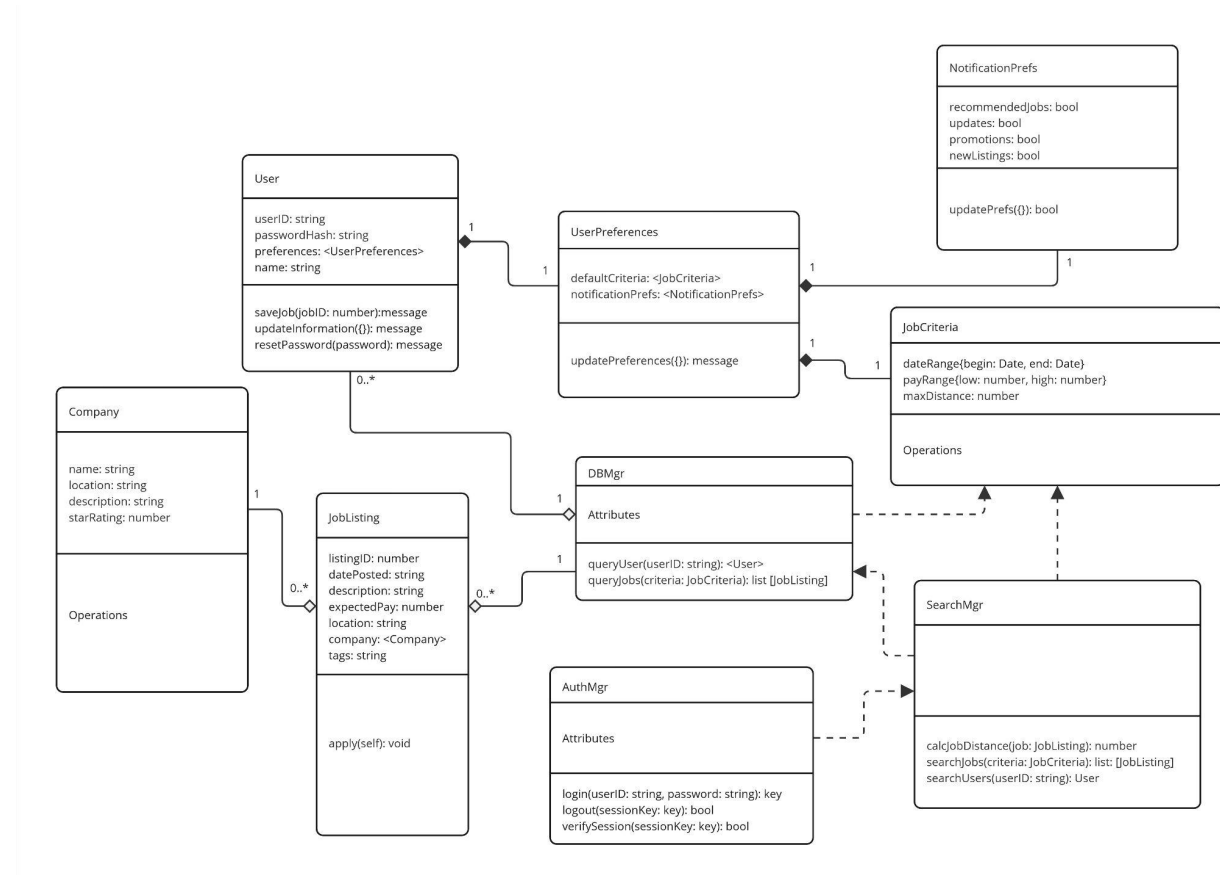 NotificationPrefs
recommendedJobs: bool
updates: bool
promotions: bool
newListings: bool
updatePrefs({}): bool
1
User
userID: string
passwordHash: string
preferences: <UserPreferences>
name: string
saveJob(jobID: number):message
updateInformation({}): message
resetPassword(password): message
1
1
0..*
UserPreferences
defaultCriteria: <JobCriteria>
notificationPrefs: <NotificationPrefs>
updatePreferences({}): message
1
1
1
JobCriteria
dateRange{begin: Date, end: Date}
payRange{low: number, high: number}
maxDistance: number
Operations
Company
name: string
location: string
description: string
starRating: number
Operations
1
0..*
JobListing
listingID: number
datePosted: string
description: string
expectedPay: number
location: string
company: <Company>
tags: string
apply(self): void
0..*
1
1
DBMgr
Attributes
queryUser(userID: string): <User>
queryJobs(criteria: JobCriteria): list [JobListing]
SearchMgr
calcJobDistance(job: JobListing): number
searchJobs(criteria: JobCriteria): list: [JobListing]
searchUsers(userID: string): User
AuthMgr
Attributes
login(userID: string, password: string): key
logout(sessionKey: key): bool
verifySession(sessionKey: key): bool